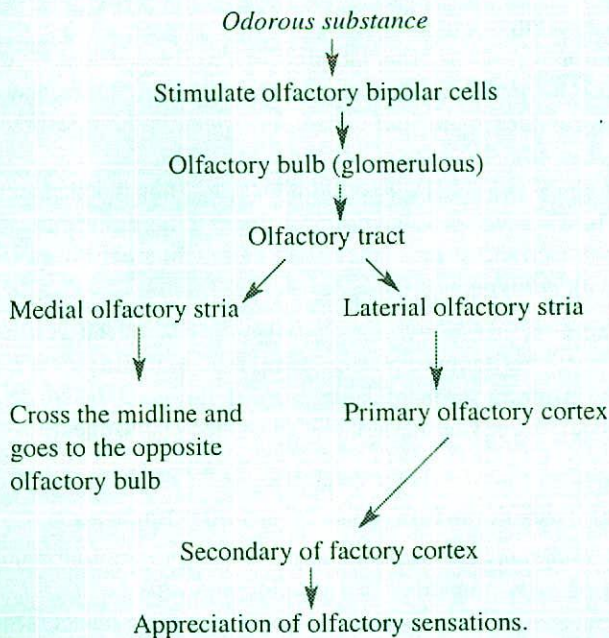 Odorous substance
Stimulate olfactory bipolar cells
Olfactory bulb (glomerulous)
Olfactory tract
Medial olfactory stria
Laterial olfactory stria
Cross the midline and
goes to the opposite
olfactory bulb
Primary olfactory cortex
Secondary of factory cortex
Appreciation of olfactory sensations.